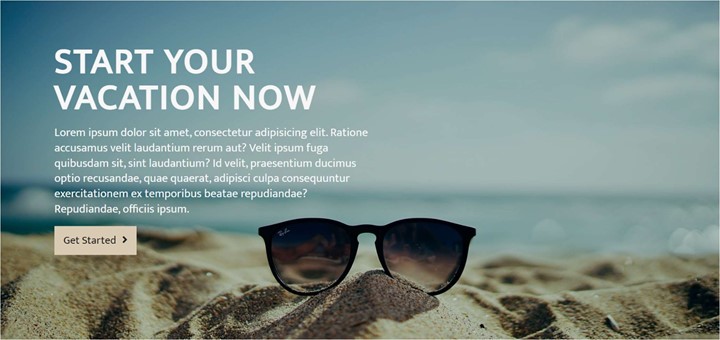 START YOUR
VACATION NOW
Lorem ipsum dolor sit amet, consectetur adipisicing elit. Ratione
accusamus velit laudantium rerum aut? Velit ipsum fuga
quibusdam sit, sint laudantium? Id velit, praesentium ducimus
optio recusandae, quae quaerat, adipisci culpa consequuntur
exercitationem ex temporibus beatae repudiandae?
Repudiandae, officiis ipsum.
Get Started
Ray-Ban